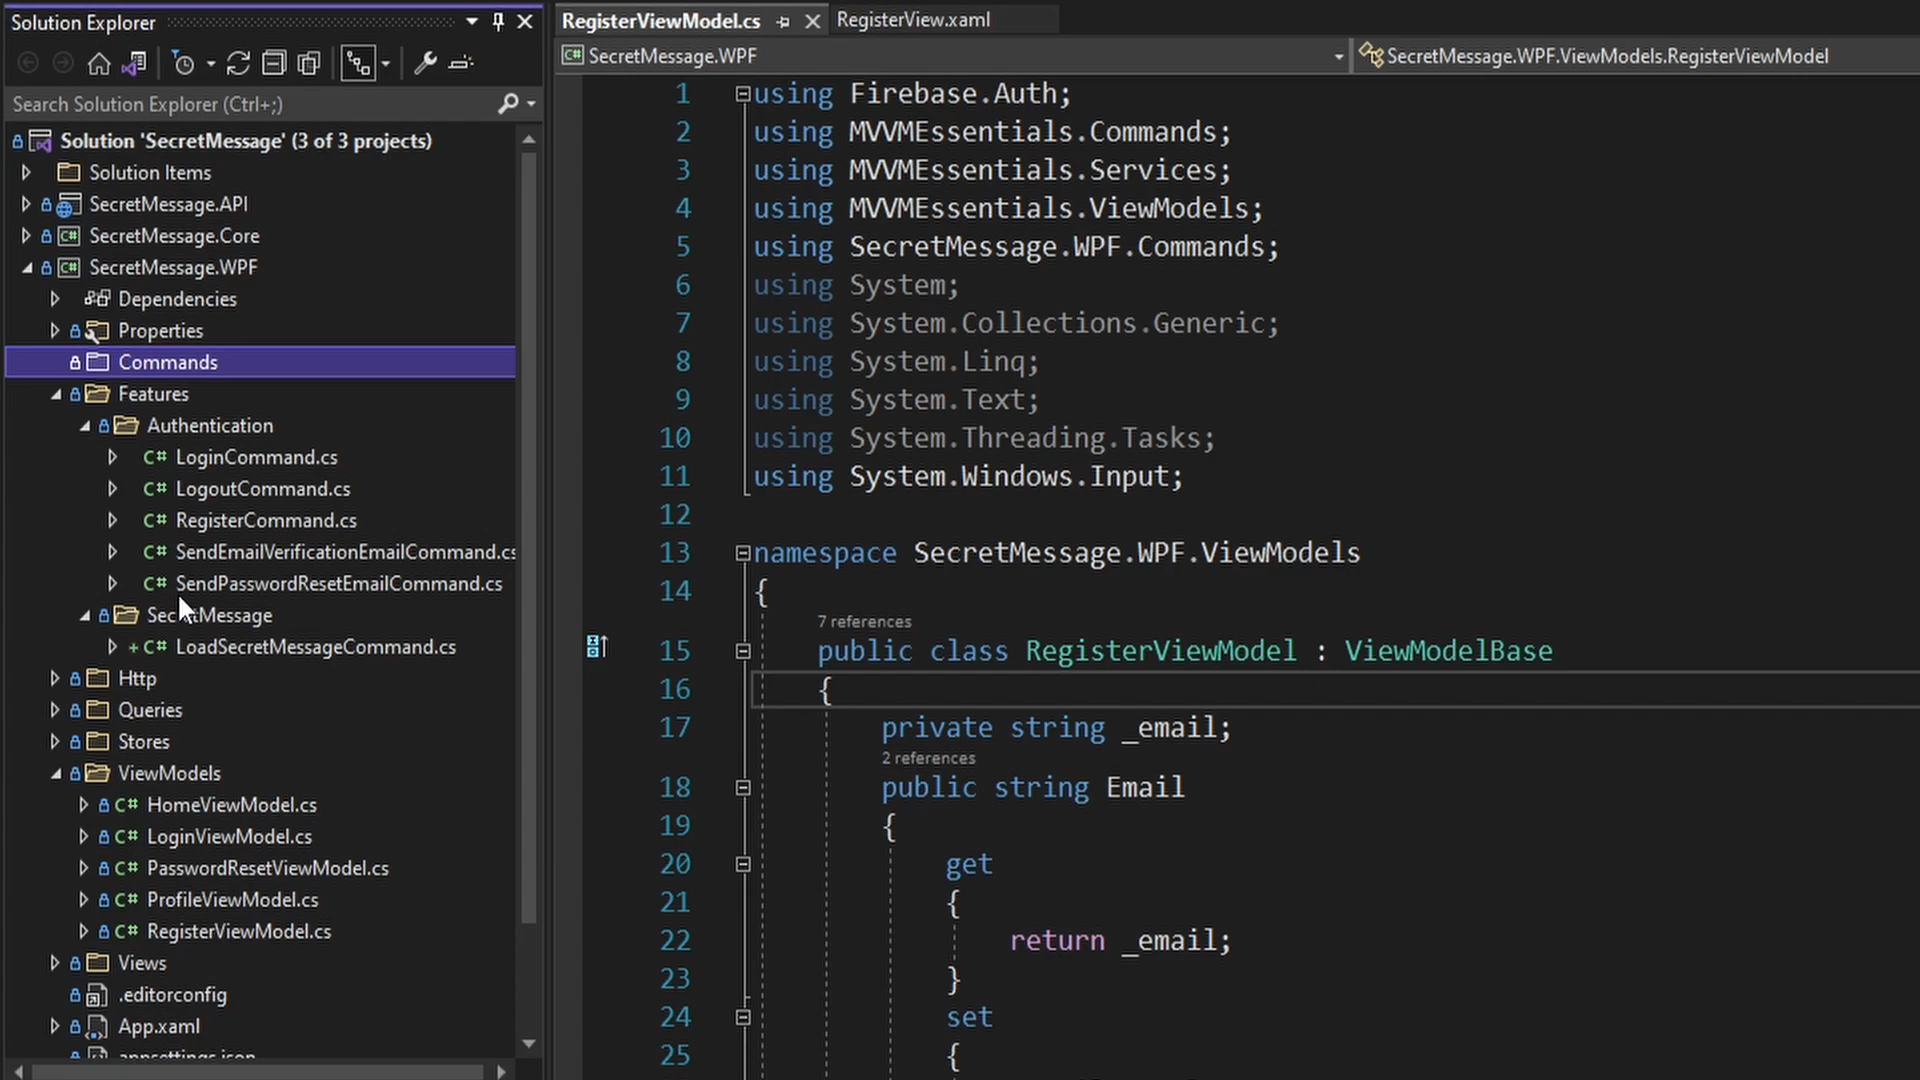 Solution Explorer
Search Solution Explorer (Ctrl+;)
Solution 'SecretMessage' (3 of 3 projects)
Solution Items
SecretMessage.API
C# SecretMessage.Core
C# SecretMessage.WPF
Dependencies
Properties
Commands
Features
Authentication
C# LoginCommand.cs
C# LogoutCommand.cs
C# RegisterCommand.cs
C# SendEmailVerificationEmailCommand.cs
C# SendPasswordResetEmailCommand.cs
SecretMessage
+ C# LoadSecretMessageCommand.cs
Http
Queries
Stores
ViewModels
C# HomeViewModel.cs
C# LoginViewModel.cs
C# PasswordResetViewModel.cs
C# ProfileViewModel.cs
C# RegisterViewModel.cs
Views
.editorconfig
App.xaml
appsettings.json
RegisterViewModel.cs
RegisterView.xaml
C# SecretMessage.WPF
SecretMessage.WPF.ViewModels.RegisterViewModel
1 using Firebase.Auth;
2 using MVVMEssentials.Commands;
3 using MVVMEssentials.Services;
4 using MVVMEssentials.ViewModels;
5 using SecretMessage.WPF.Commands;
6 using System;
7 using System.Collections.Generic;
8 using System.Linq;
9 using System.Text;
10 using System.Threading.Tasks;
11 using System.Windows.Input;
12
13 namespace SecretMessage.WPF.ViewModels
14 {
7 references
15 public class RegisterViewModel : ViewModelBase
16 {
17 private string _email;
2 references
18 public string Email
19 {
20 get
21 {
22 return _email;
23 }
24 set
25 {